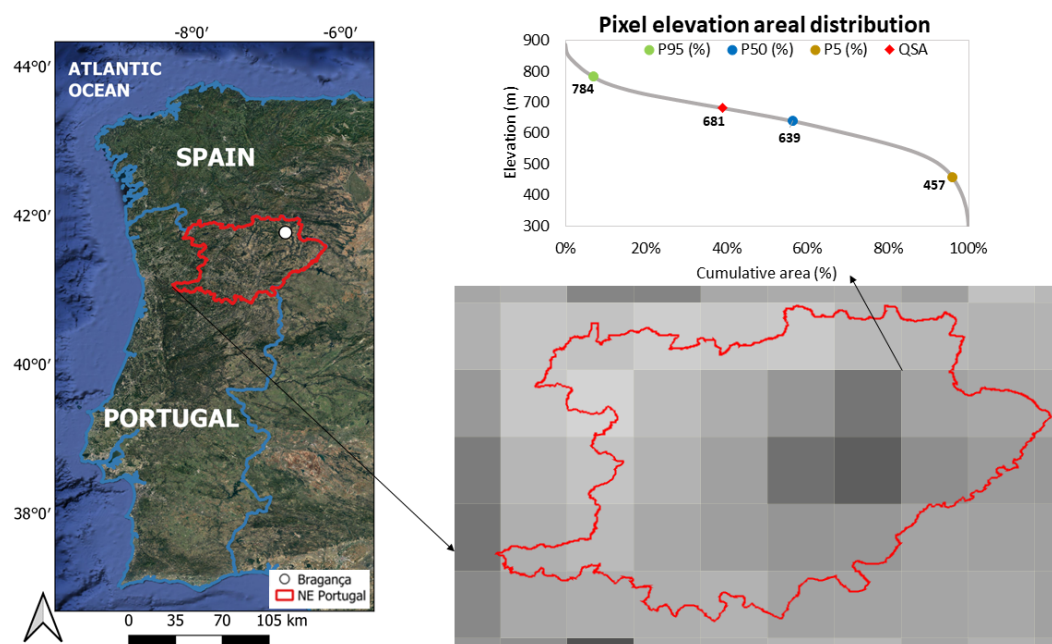 -8°0′
-6°0′
44°0′
42°0′
40°0′
38°0′
ATLANTIC
OCEAN
SPAIN
PORTUGAL
Bragança
NE Portugal
0 35 70 105 km
Pixel elevation areal distribution
P95 (%) P50 (%) P5 (%) QSA
Elevation (m)
900
800
700
600
500
400
300
784
681
639
457
0% 20% 40% 60% 80% 100%
Cumulative area (%)